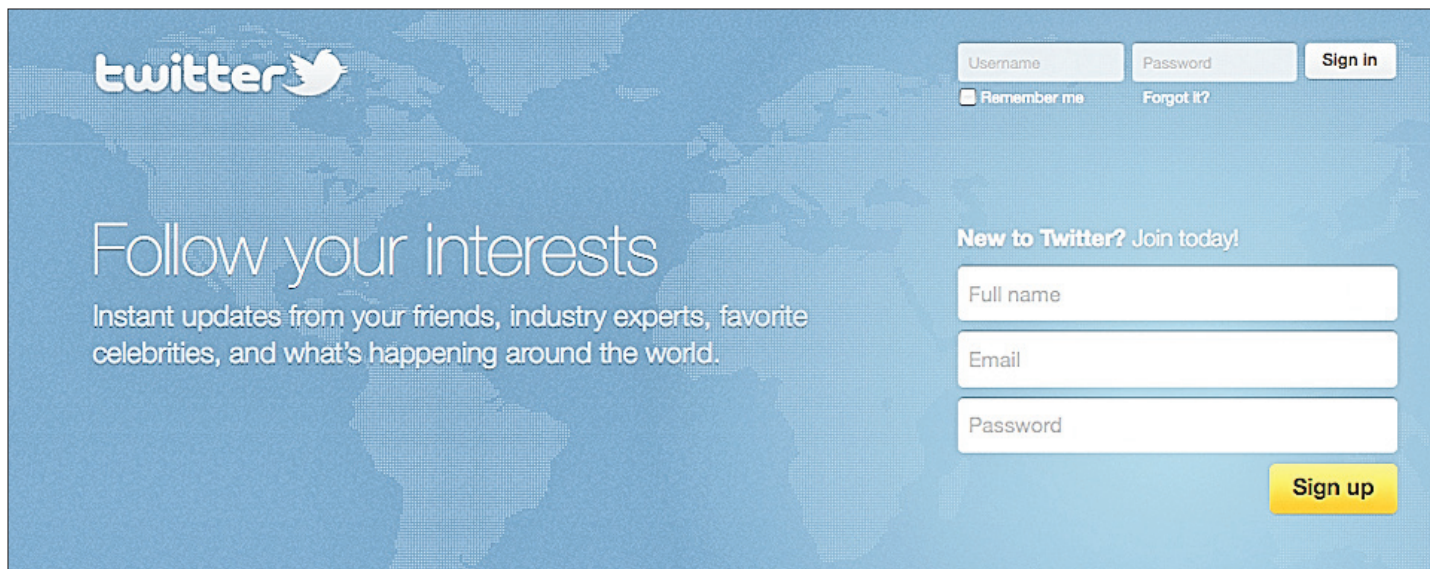 twitter
Username Password Sign in
Remember me Forgot it?
Follow your interests
Instant updates from your friends, industry experts, favorite
celebrities, and what's happening around the world.
New to Twitter? Join today!
Full name
Email
Password
Sign up